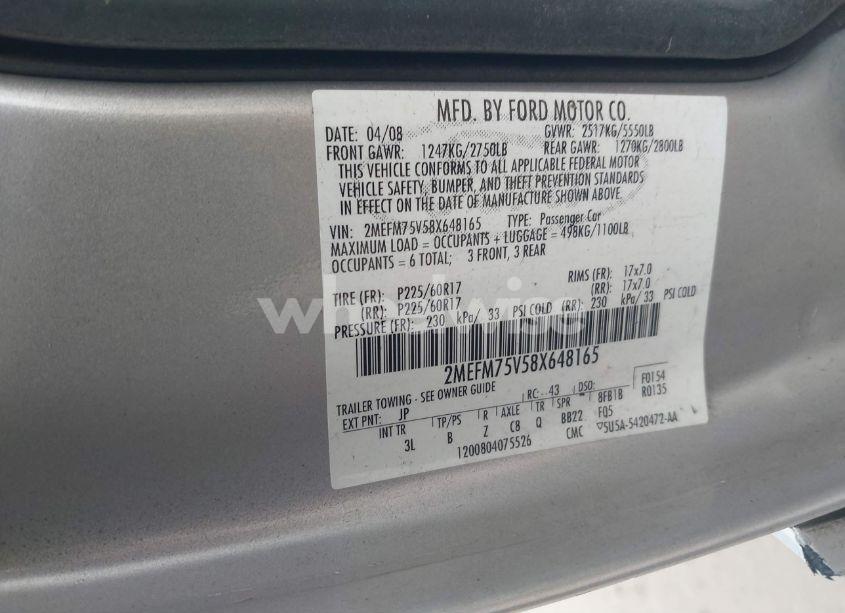 MFD. BY FORD MOTOR CO.
DATE: 04/08 GVWR: 2517KG/5550LB
FRONT GAWR: 1247KG/2750LB REAR GAWR: 1270KG/2800LB
THIS VEHICLE CONFORMS TO ALL APPLICABLE FEDERAL MOTOR
VEHICLE SAFETY, BUMPER, AND THEFT PREVENTION STANDARDS
IN EFFECT ON THE DATE OF MANUFACTURE SHOWN ABOVE.
VIN: 2MEFM75V58X648165 TYPE: Passenger Car
MAXIMUM LOAD = OCCUPANTS + LUGGAGE = 498KG/1100LB
OCCUPANTS = 6 TOTAL; 3 FRONT, 3 REAR
TIRE (FR): P225/60R17 RIMS (FR): 17x7.0
(RR): P225/60R17 (RR): 17x7.0
PRESSURE (FR): 230 kPa/ 33 PSI COLD (RR): 230 kPa/ 33 PSI COLD
wheelwise
2MEFM75V58X648165
TRAILER TOWING - SEE OWNER GUIDE
RC: 43 DSO: F0154
EXT PNT: JP 8FB1B R0135
INT TR TP/PS R AXLE TR SPR FQ5
3L B Z C8 Q BB22
1200804075526 CMC ▽5U5A-5420472-AA